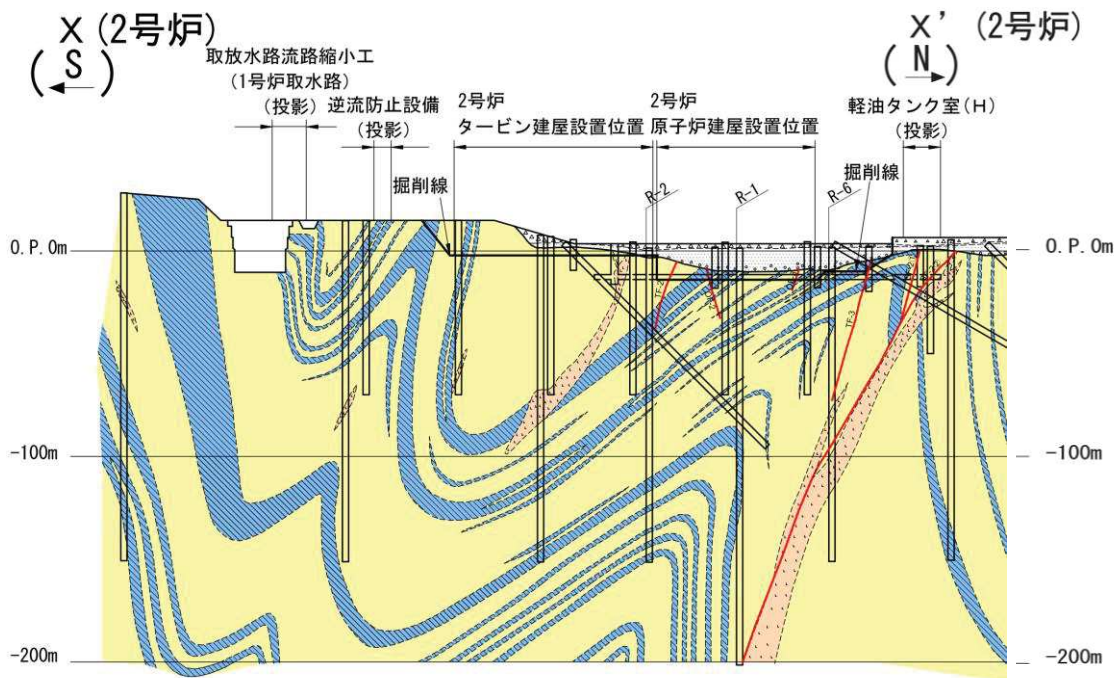 X (2号炉)
(S)
取放水路流路縮小工
(1号炉取水路)
(投影)
逆流防止設備
(投影)
2号炉
タービン建屋設置位置
2号炉
原子炉建屋設置位置
X' (2号炉)
(N)
軽油タンク室(H)
(投影)
掘削線
掘削線
R-2
R-1
R-6
O.P.0m
O.P.0m
TF-3
-100m
-100m
-200m
-200m